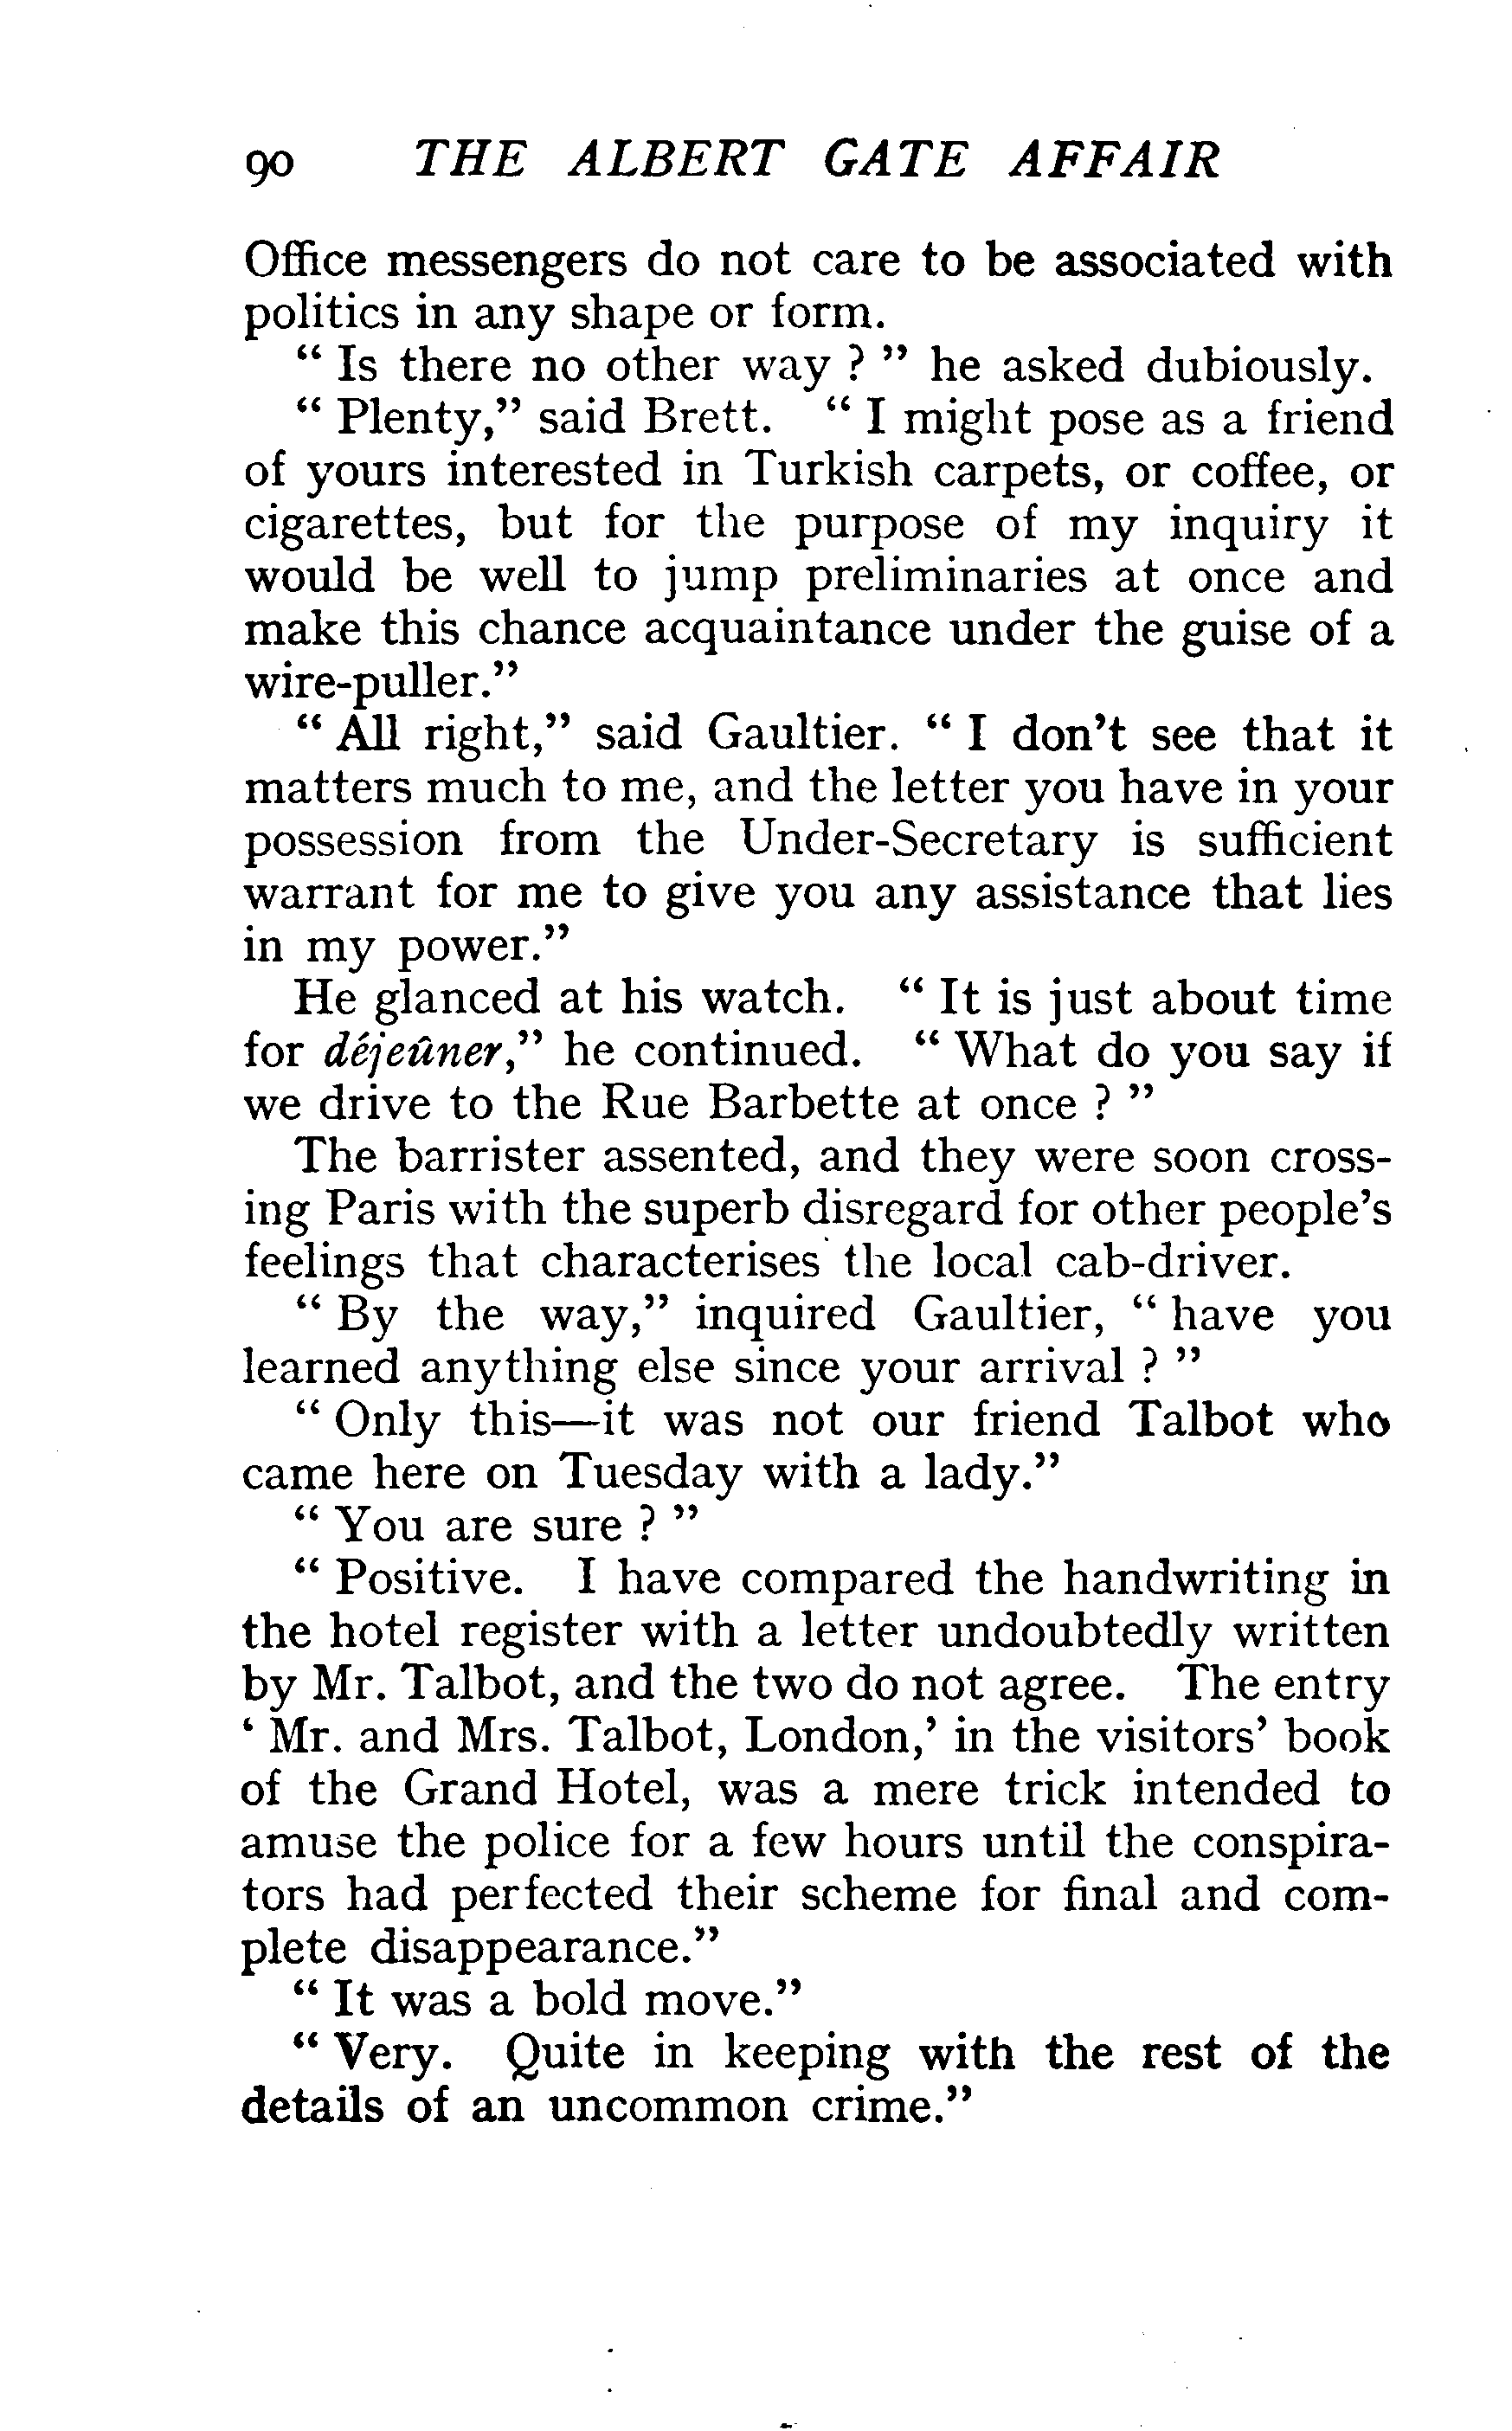 90 THE ALBERT GATE AFFAIR
Office messengers do not care to be associated with
politics in any shape or form.
“ Is there no other way ? ” he asked dubiously.
“ Plenty,” said Brett. “ I might pose as a friend
of yours interested in Turkish carpets, or coffee, or
cigarettes, but for the purpose of my inquiry it
would be well to jump preliminaries at once and
make this chance acquaintance under the guise of a
wire-puller.”
“ All right,” said Gaultier. “ I don’t see that it
matters much to me, and the letter you have in your
possession from the Under-Secretary is sufficient
warrant for me to give you any assistance that lies
in my power.”
He glanced at his watch. “ It is just about time
for déjeûner,” he continued. “ What do you say if
we drive to the Rue Barbette at once ? ”
The barrister assented, and they were soon cross-
ing Paris with the superb disregard for other people’s
feelings that characterises the local cab-driver.
“ By the way,” inquired Gaultier, “ have you
learned anything else since your arrival ? ”
“ Only this—it was not our friend Talbot who
came here on Tuesday with a lady.”
“ You are sure ? ”
“ Positive. I have compared the handwriting in
the hotel register with a letter undoubtedly written
by Mr. Talbot, and the two do not agree. The entry
‘ Mr. and Mrs. Talbot, London,’ in the visitors’ book
of the Grand Hotel, was a mere trick intended to
amuse the police for a few hours until the conspira-
tors had perfected their scheme for final and com-
plete disappearance.”
“ It was a bold move.”
“ Very. Quite in keeping with the rest of the
details of an uncommon crime.”